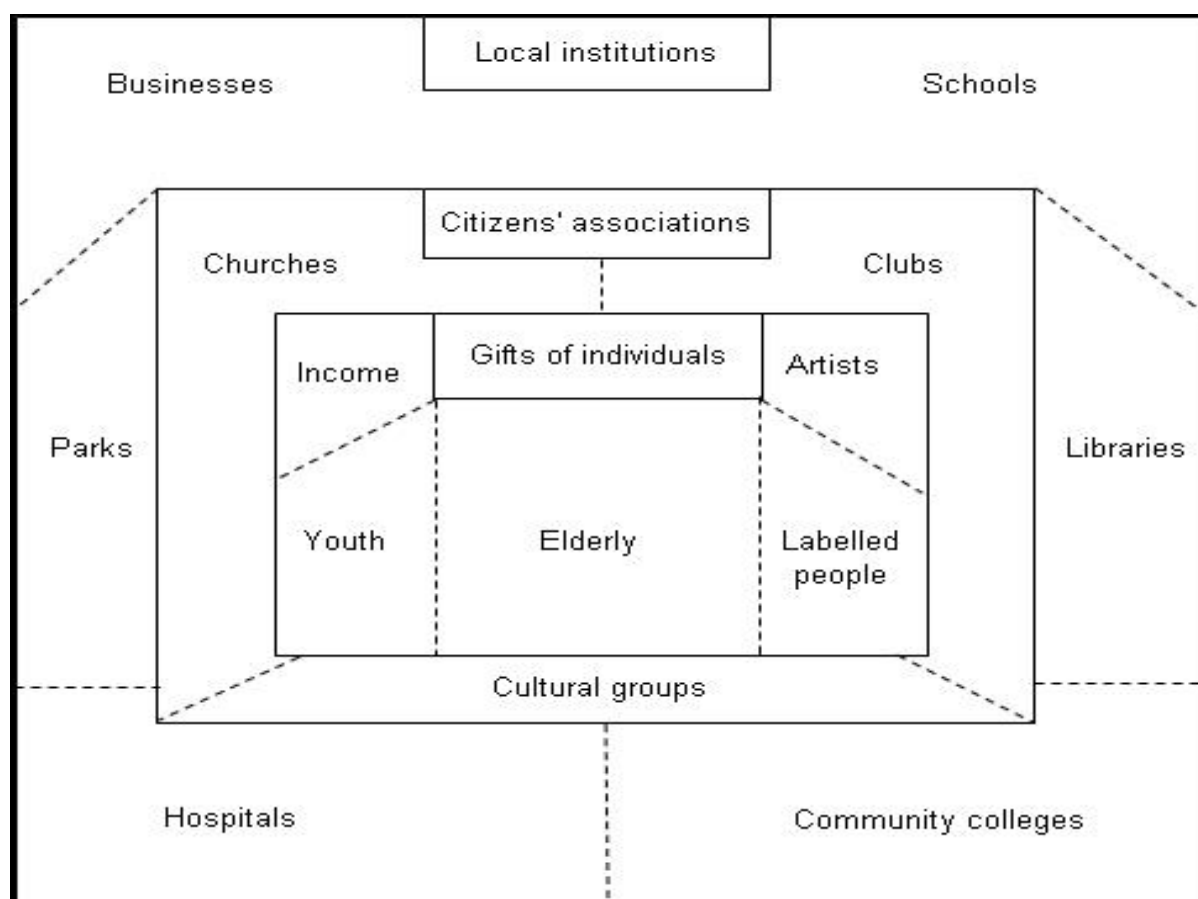 Local institutions
Businesses
Schools
Citizens' associations
Churches
Clubs
Gifts of individuals
Income
Artists
Parks
Libraries
Youth
Elderly
Labelled
people
Cultural groups
Hospitals
Community colleges